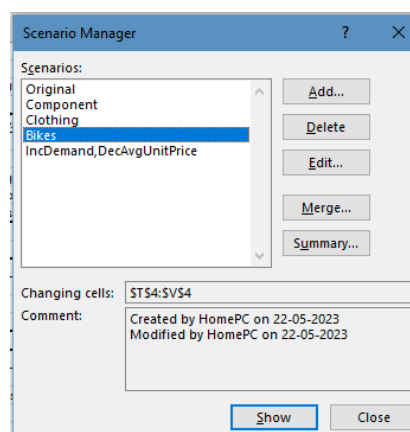 Scenario Manager
?
Scenarios:
Original
Component
Clothing
Bikes
IncDemand,DecAvgUnitPrice
Add...
Delete
Edit...
Merge...
Summary...
Changing cells: $T$4:$V$4
Comment: Created by HomePC on 22-05-2023
Modified by HomePC on 22-05-2023
Show Close